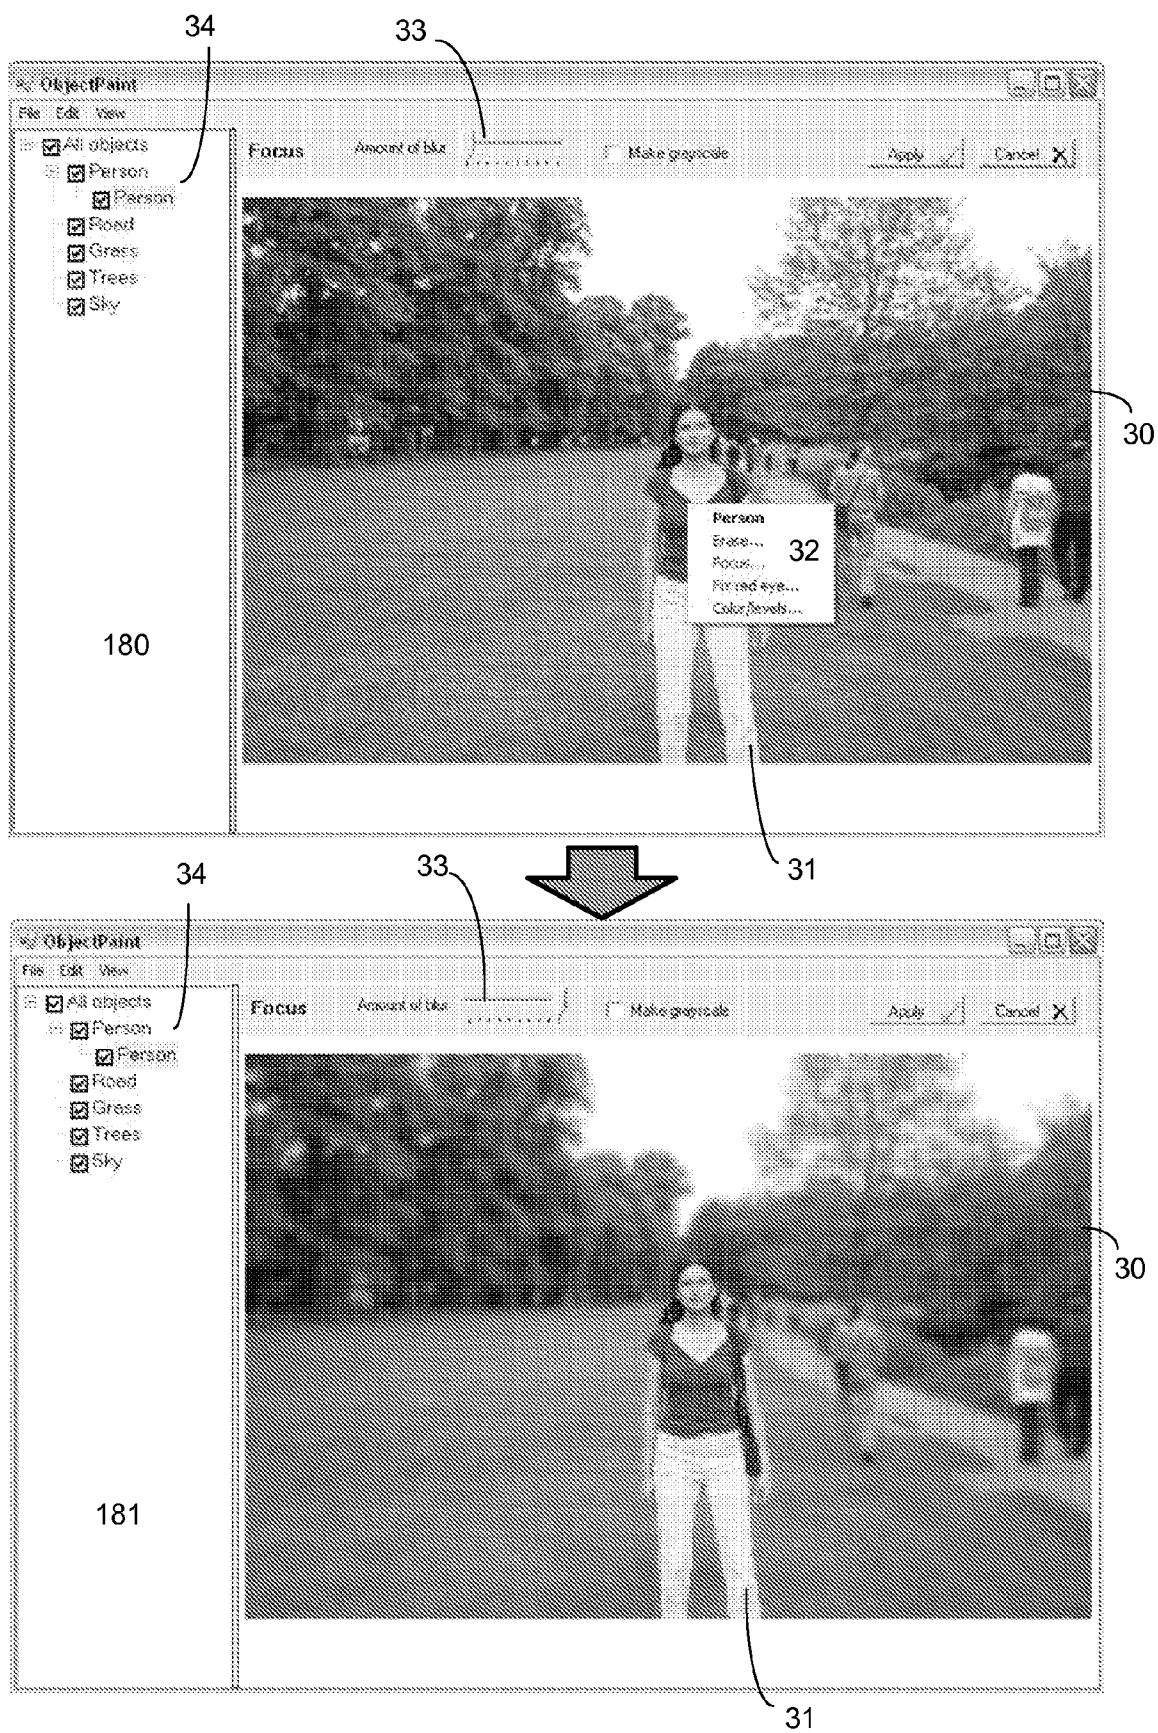 34 33
ObjectPaint
File Edit View
All objects
Person
Person
Road
Grass
Trees
Sky
Focus Amount of blur Make grayscale Apply Cancel
30
Person
Erase...
Focus...
Fix red eye...
Color/levels...
32
180
31
34 33
ObjectPaint
File Edit View
All objects
Person
Person
Road
Grass
Trees
Sky
Focus Amount of blur Make grayscale Apply Cancel
30
181
31